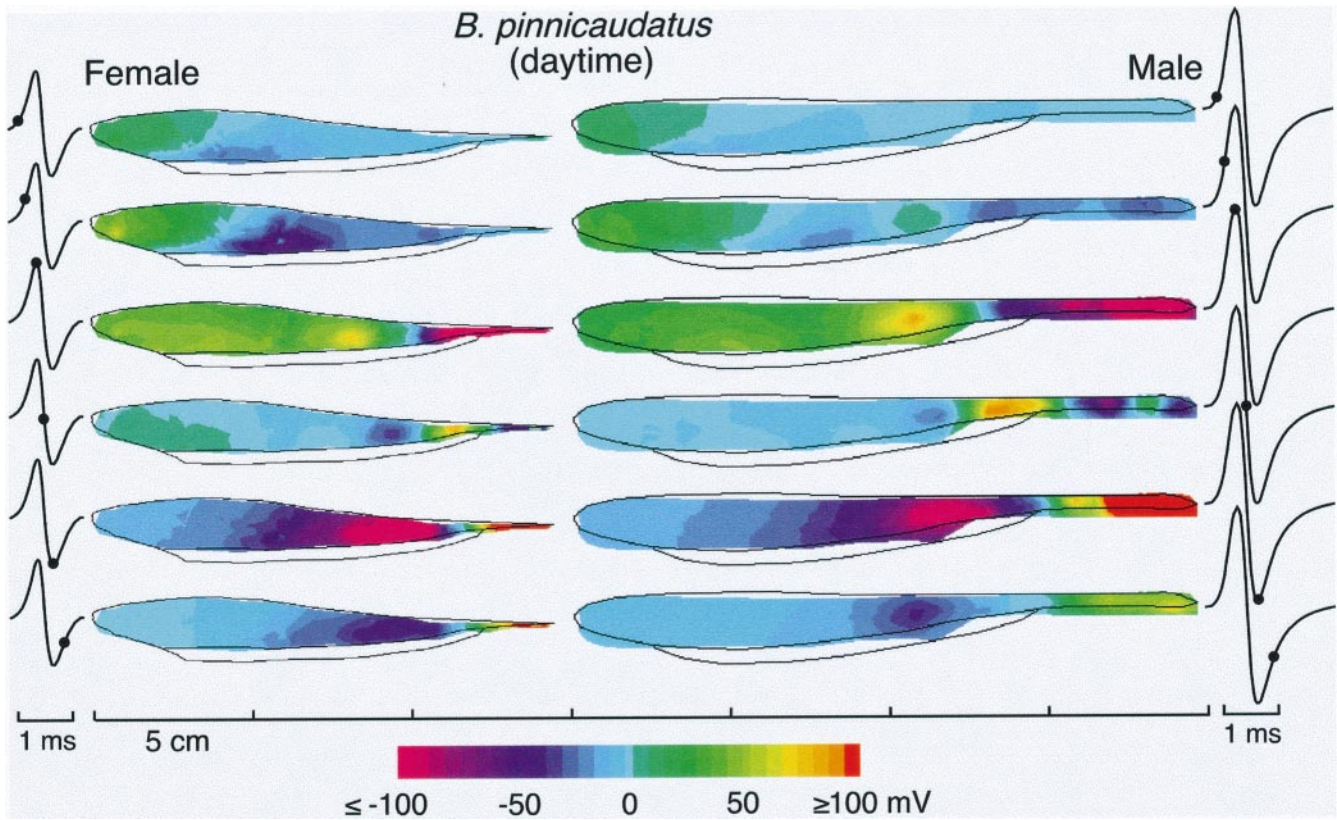 B. pinnicaudatus
(daytime)
Female
Male
1 ms
5 cm
1 ms
≤ -100 -50 0 50 ≥100 mV